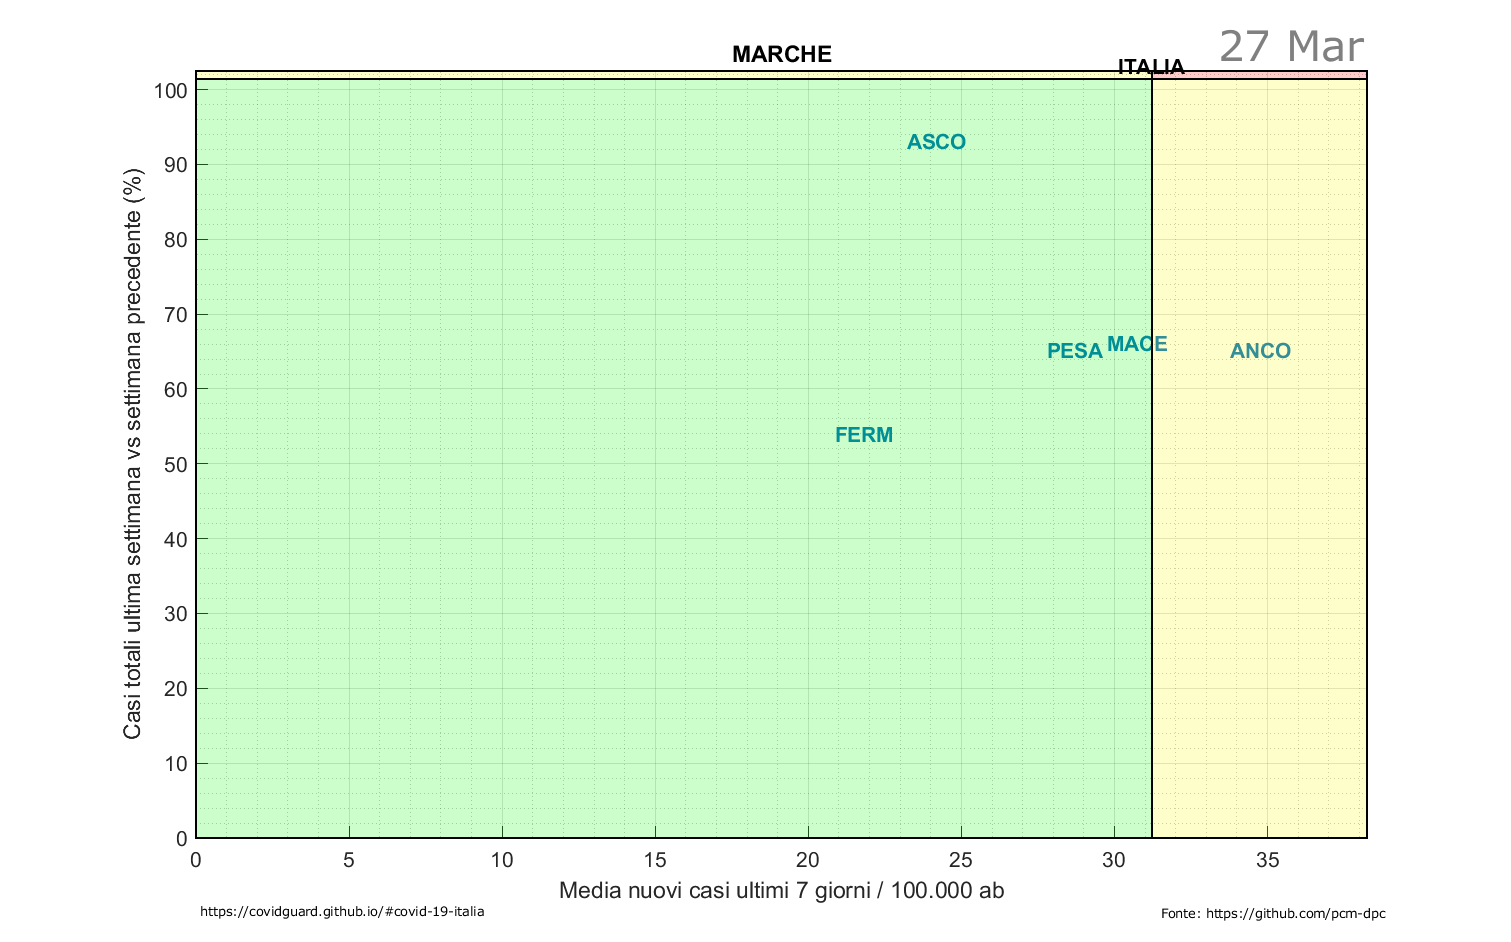 27 Mar
MARCHE
ITALIA
Casi totali ultima settimana vs settimana precedente (%)
100
90
80
70
60
50
40
30
20
10
0
ASCO
MACE
PESA
ANCO
FERM
0 5 10 15 20 25 30 35
Media nuovi casi ultimi 7 giorni / 100.000 ab
https://covidguard.github.io/#covid-19-italia
Fonte: https://github.com/pcm-dpc